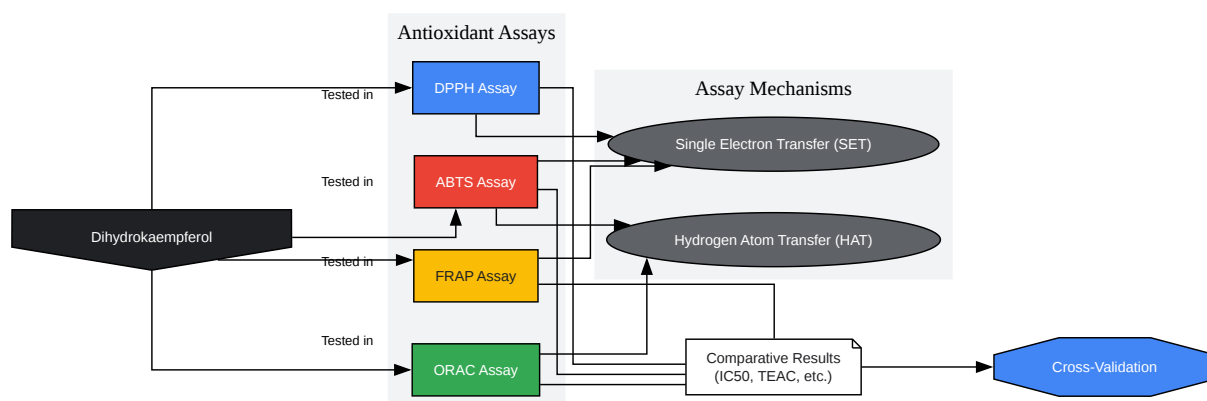 Antioxidant Assays
Assay Mechanisms
DPPH Assay
Tested in
Single Electron Transfer (SET)
ABTS Assay
Tested in
Dihydrokaempferol
Hydrogen Atom Transfer (HAT)
Tested in
FRAP Assay
Tested in
ORAC Assay
Comparative Results
(IC50, TEAC, etc.)
Cross-Validation